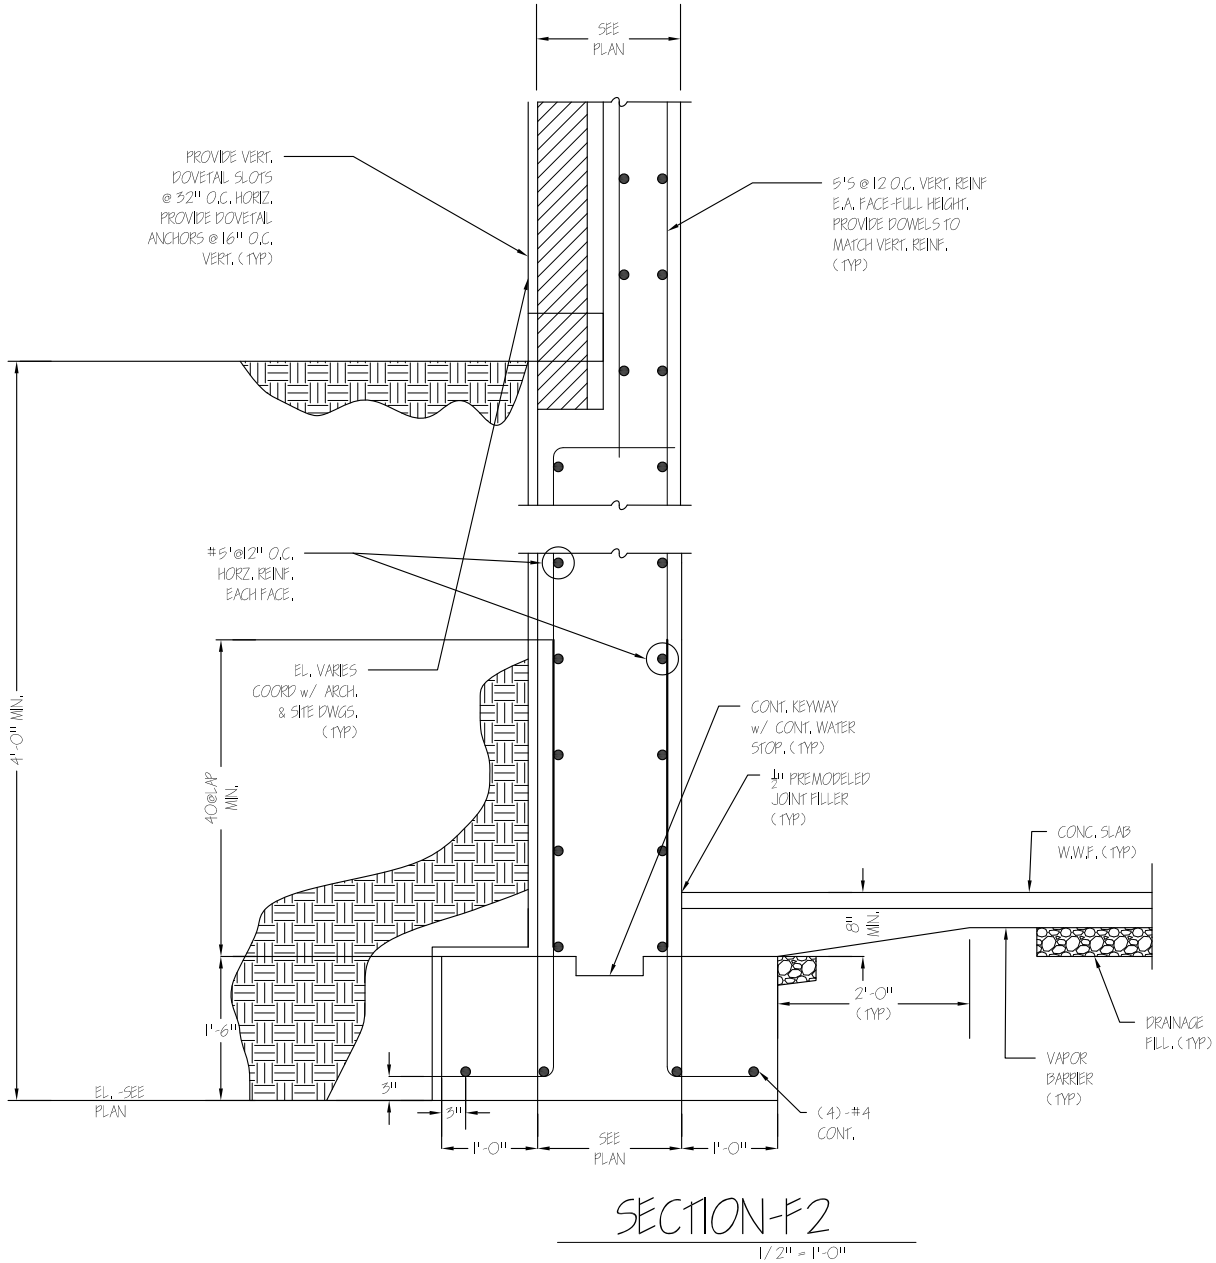 SEE
PLAN
PROVIDE VERT.
DOVETAIL SLOTS
@ 32" O.C. HORIZ.
PROVIDE DOVETAIL
ANCHORS @ 16" O.C.
VERT. (TYP)
5'S @ 12 O.C. VERT. REINF
E.A. FACE-FULL HEIGHT.
PROVIDE DOWELS TO
MATCH VERT. REINF.
(TYP)
4'-0" MIN.
#5'@12" O.C.
HORZ. REINF.
EACH FACE.
EL. VARIES
COORD w/ ARCH.
& SITE DWGS.
(TYP)
40@LAP
MIN.
CONT. KEYWAY
w/ CONT. WATER
STOP. (TYP)
½" PREMODELED
JOINT FILLER
(TYP)
CONC. SLAB
W.W.F. (TYP)
8"
MIN.
2'-0"
(TYP)
DRAINAGE
FILL. (TYP)
VAPOR
BARRIER
(TYP)
1'-6"
EL. -SEE
PLAN
3"
3"
(4)-#4
CONT.
1'-0"
SEE
PLAN
1'-0"
SECTION-F2
1/2" = 1'-0"